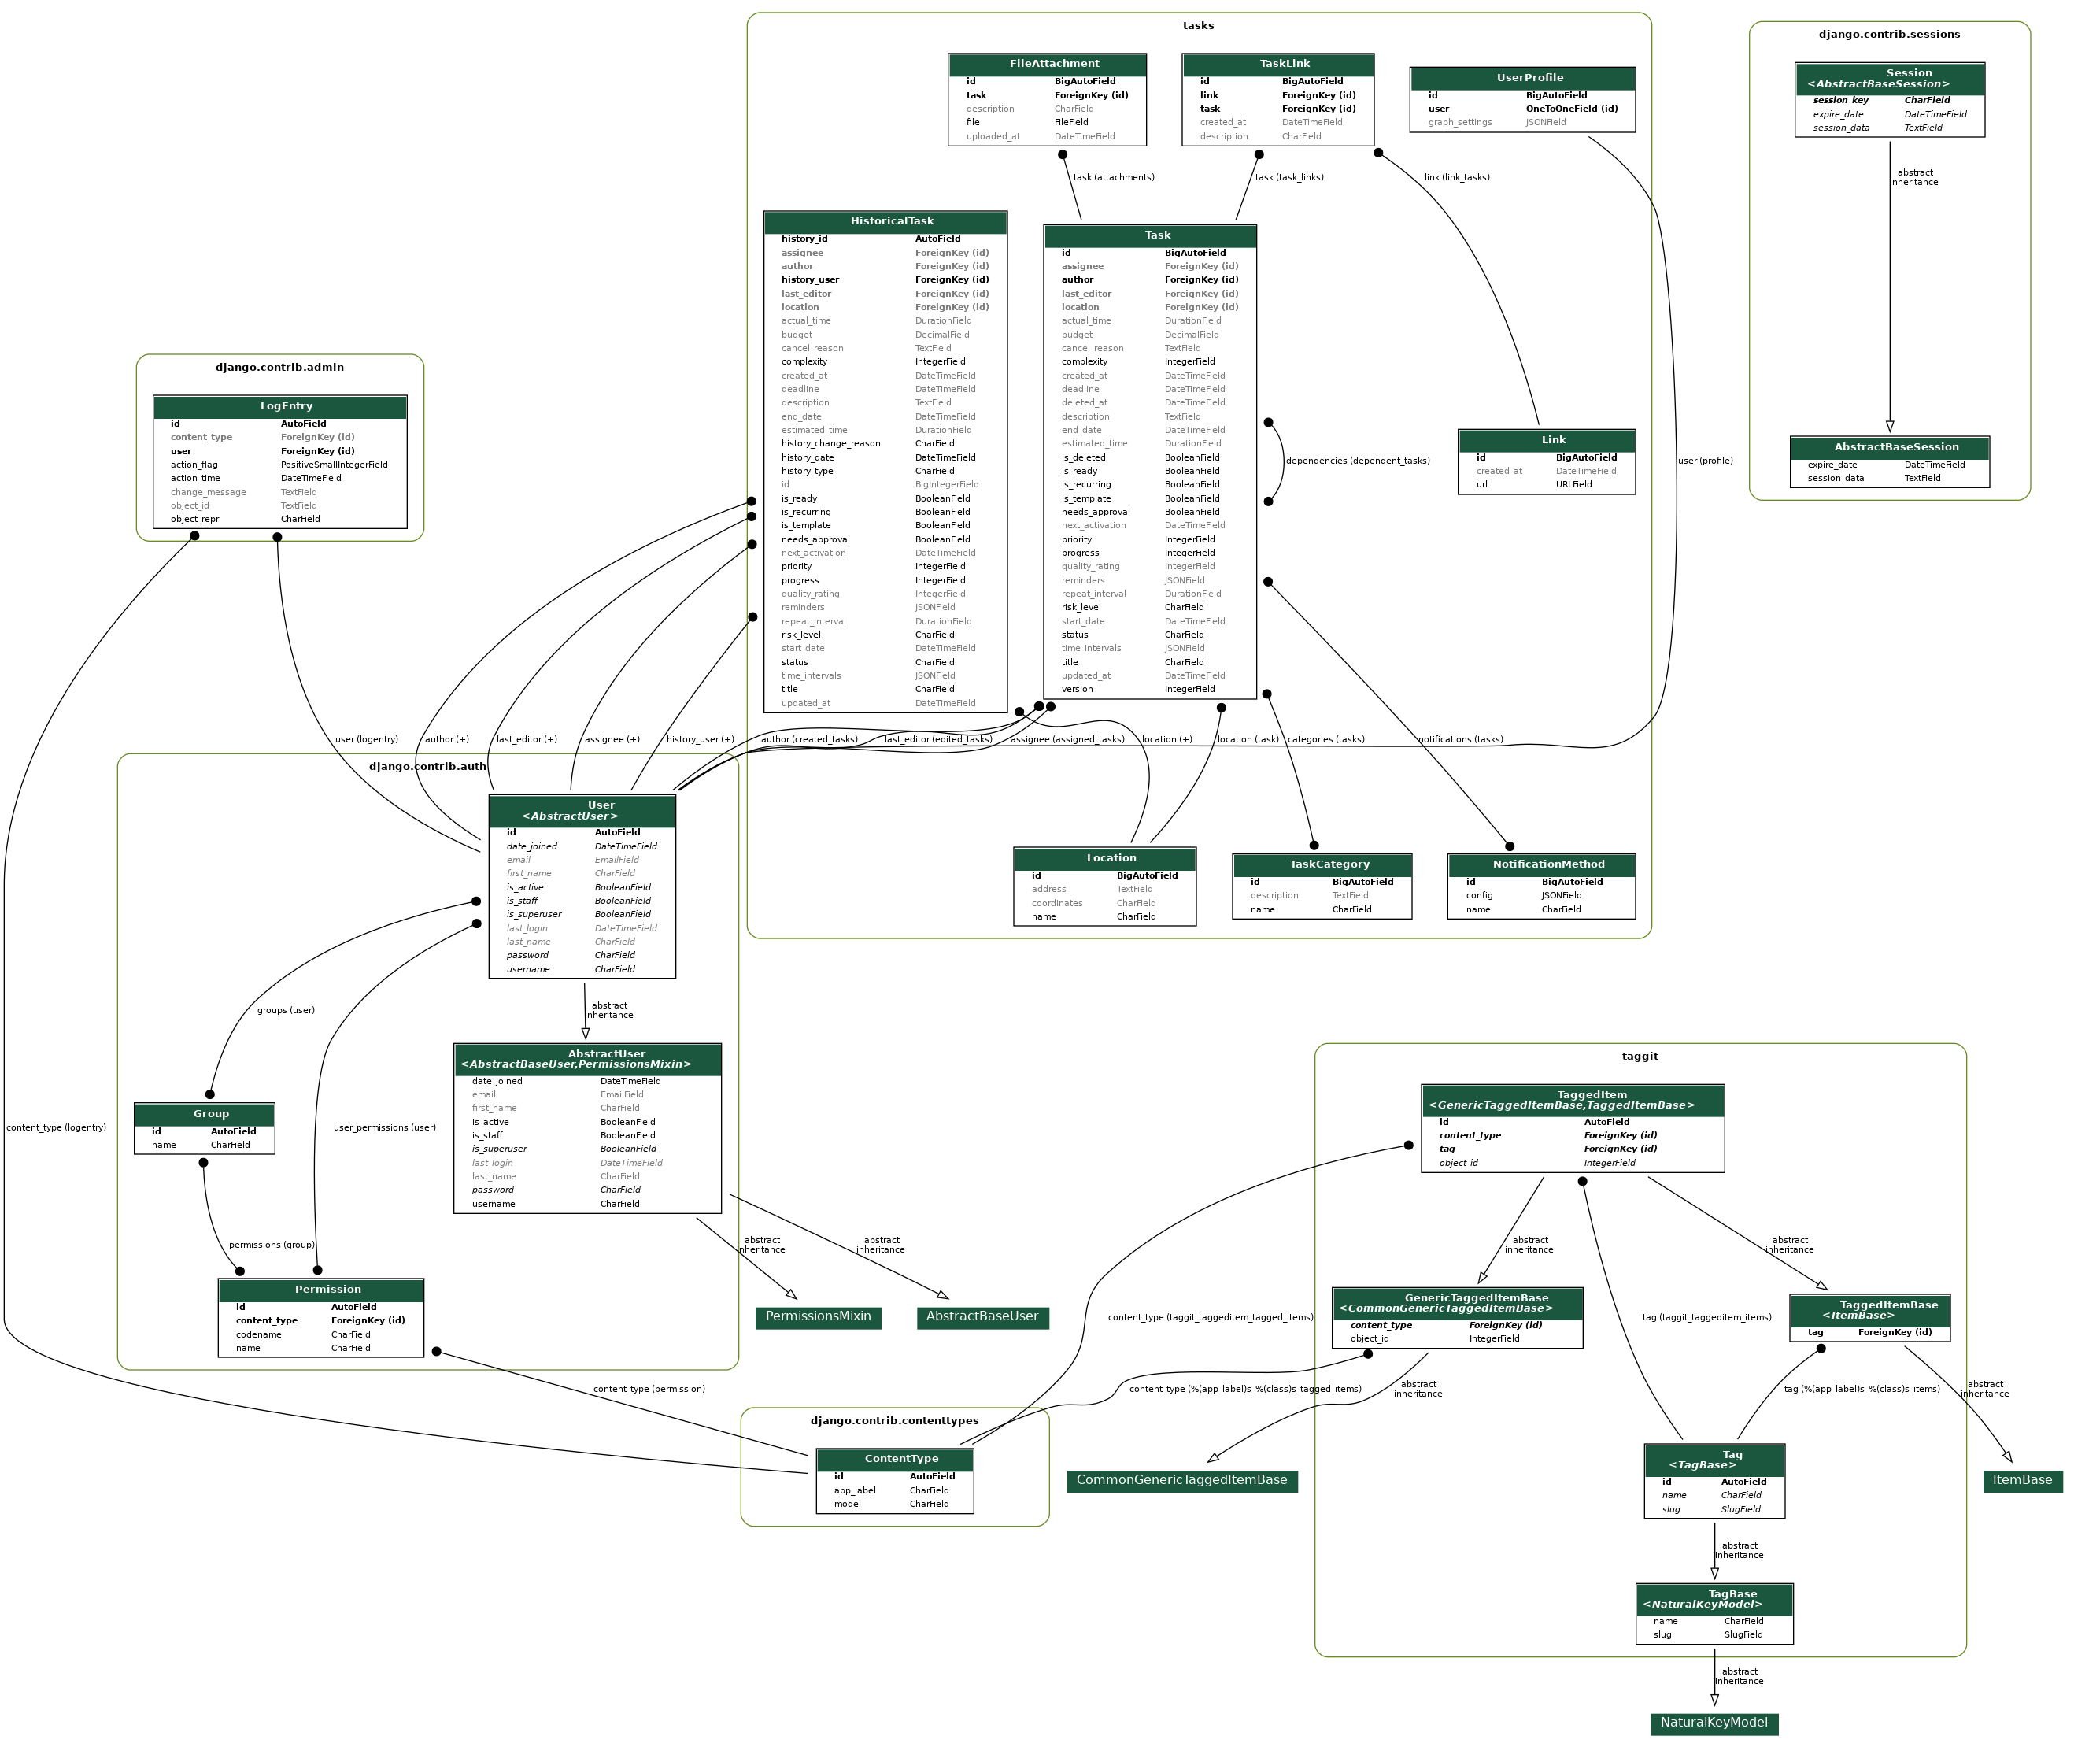 tasks
FileAttachment
id BigAutoField
task ForeignKey (id)
description CharField
file FileField
uploaded_at DateTimeField
TaskLink
id BigAutoField
link ForeignKey (id)
task ForeignKey (id)
created_at DateTimeField
description CharField
UserProfile
id BigAutoField
user OneToOneField (id)
graph_settings JSONField
task (attachments)
task (task_links)
link (link_tasks)
HistoricalTask
history_id AutoField
assignee ForeignKey (id)
author ForeignKey (id)
history_user ForeignKey (id)
last_editor ForeignKey (id)
location ForeignKey (id)
actual_time DurationField
budget DecimalField
cancel_reason TextField
complexity IntegerField
created_at DateTimeField
deadline DateTimeField
description TextField
end_date DateTimeField
estimated_time DurationField
history_change_reason CharField
history_date DateTimeField
history_type CharField
id BigIntegerField
is_ready BooleanField
is_recurring BooleanField
is_template BooleanField
needs_approval BooleanField
next_activation DateTimeField
priority IntegerField
progress IntegerField
quality_rating IntegerField
reminders JSONField
repeat_interval DurationField
risk_level CharField
start_date DateTimeField
status CharField
time_intervals JSONField
title CharField
updated_at DateTimeField
Task
id BigAutoField
assignee ForeignKey (id)
author ForeignKey (id)
last_editor ForeignKey (id)
location ForeignKey (id)
actual_time DurationField
budget DecimalField
cancel_reason TextField
complexity IntegerField
created_at DateTimeField
deadline DateTimeField
deleted_at DateTimeField
description TextField
end_date DateTimeField
estimated_time DurationField
is_deleted BooleanField
is_ready BooleanField
is_recurring BooleanField
is_template BooleanField
needs_approval BooleanField
next_activation DateTimeField
priority IntegerField
progress IntegerField
quality_rating IntegerField
reminders JSONField
repeat_interval DurationField
risk_level CharField
start_date DateTimeField
status CharField
time_intervals JSONField
title CharField
updated_at DateTimeField
version IntegerField
dependencies (dependent_tasks)
Link
id BigAutoField
created_at DateTimeField
url URLField
user (profile)
django.contrib.sessions
Session
<AbstractBaseSession>
session_key CharField
expire_date DateTimeField
session_data TextField
abstract
inheritance
AbstractBaseSession
expire_date DateTimeField
session_data TextField
django.contrib.admin
LogEntry
id AutoField
content_type ForeignKey (id)
user ForeignKey (id)
action_flag PositiveSmallIntegerField
action_time DateTimeField
change_message TextField
object_id TextField
object_repr CharField
user (logentry)
author (+)
last_editor (+)
assignee (+)
history_user (+)
author (created_tasks)
last_editor (edited_tasks)
assignee (assigned_tasks)
location (+)
location (task)
categories (tasks)
notifications (tasks)
Location
id BigAutoField
address TextField
coordinates CharField
name CharField
TaskCategory
id BigAutoField
description TextField
name CharField
NotificationMethod
id BigAutoField
config JSONField
name CharField
django.contrib.auth
User
<AbstractUser>
id AutoField
date_joined DateTimeField
email EmailField
first_name CharField
is_active BooleanField
is_staff BooleanField
is_superuser BooleanField
last_login DateTimeField
last_name CharField
password CharField
username CharField
groups (user)
abstract
inheritance
AbstractUser
<AbstractBaseUser,PermissionsMixin>
date_joined DateTimeField
email EmailField
first_name CharField
is_active BooleanField
is_staff BooleanField
is_superuser BooleanField
last_login DateTimeField
last_name CharField
password CharField
username CharField
Group
id AutoField
name CharField
content_type (logentry)
user_permissions (user)
permissions (group)
Permission
id AutoField
content_type ForeignKey (id)
codename CharField
name CharField
abstract
inheritance
abstract
inheritance
PermissionsMixin
AbstractBaseUser
content_type (permission)
django.contrib.contenttypes
ContentType
id AutoField
app_label CharField
model CharField
taggit
TaggedItem
<GenericTaggedItemBase,TaggedItemBase>
id AutoField
content_type ForeignKey (id)
tag ForeignKey (id)
object_id IntegerField
abstract
inheritance
abstract
inheritance
content_type (taggit_taggeditem_tagged_items)
GenericTaggedItemBase
<CommonGenericTaggedItemBase>
content_type ForeignKey (id)
object_id IntegerField
tag (taggit_taggeditem_items)
TaggedItemBase
<ItemBase>
tag ForeignKey (id)
content_type (%(app_label)s_%(class)s_tagged_items)
abstract
inheritance
tag (%(app_label)s_%(class)s_items)
abstract
inheritance
CommonGenericTaggedItemBase
Tag
<TagBase>
id AutoField
name CharField
slug SlugField
ItemBase
abstract
inheritance
TagBase
<NaturalKeyModel>
name CharField
slug SlugField
abstract
inheritance
NaturalKeyModel